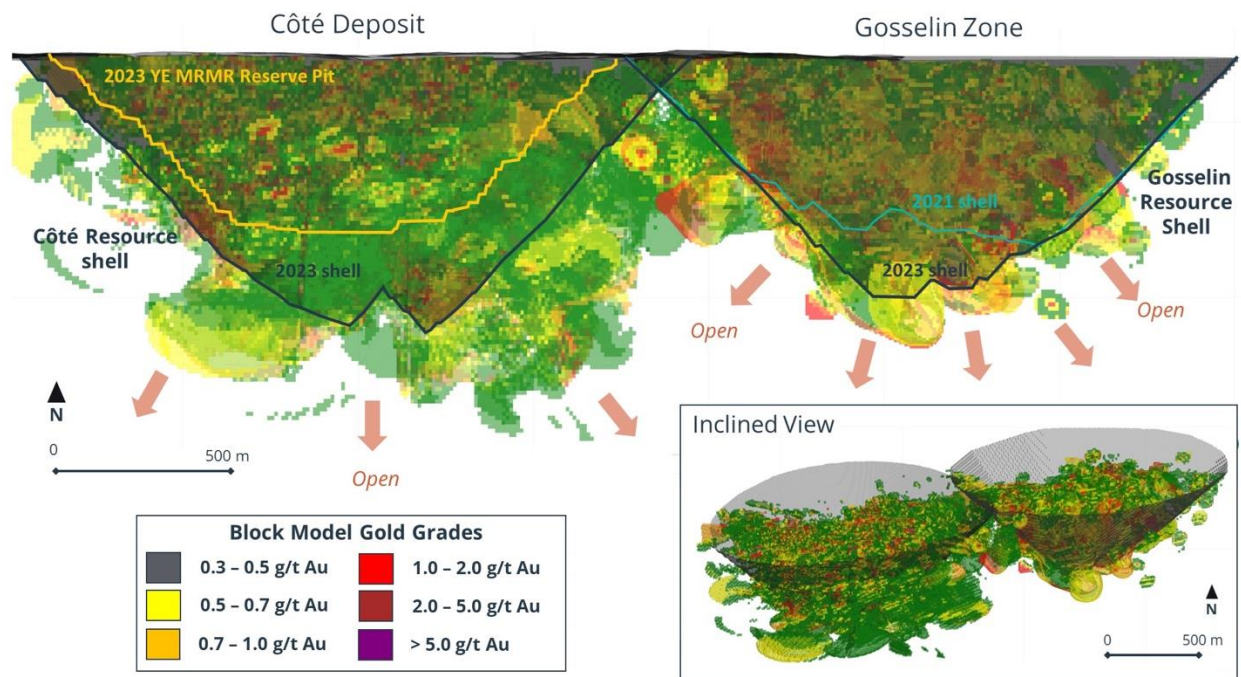 Côté Deposit
Gosselin Zone
2023 YE MRMR Reserve Pit
2021 shell
Gosselin
Resource
Shell
Côté Resource
shell
2023 shell
2023 shell
Open
Open
Open
N
0
500 m
Block Model Gold Grades
0.3 – 0.5 g/t Au
1.0 – 2.0 g/t Au
0.5 – 0.7 g/t Au
2.0 – 5.0 g/t Au
0.7 – 1.0 g/t Au
> 5.0 g/t Au
Inclined View
N
0
500 m